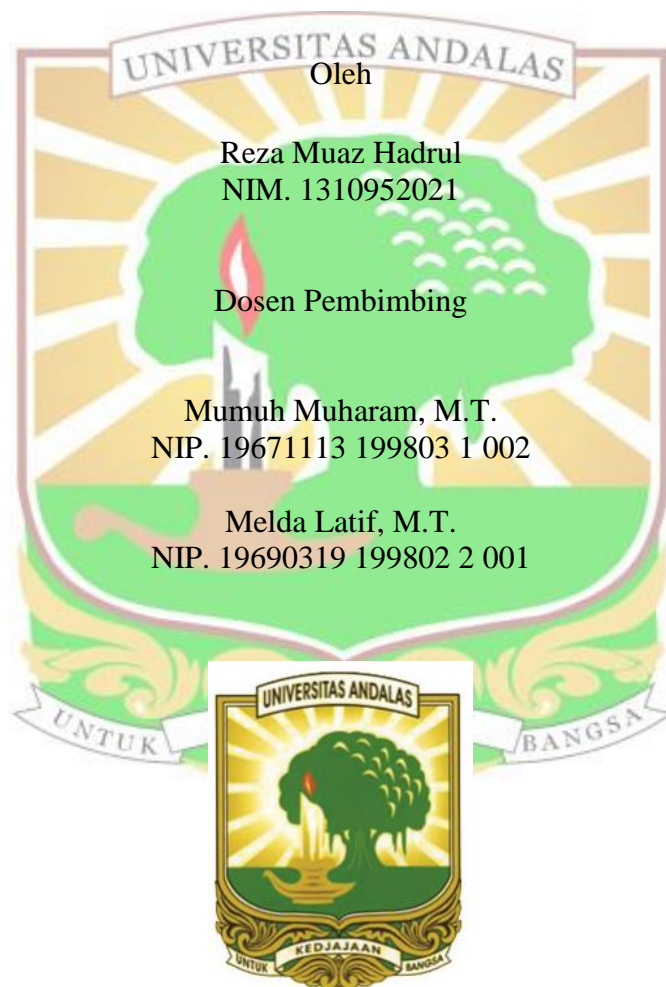 UNIVERSITAS ANDALAS
Oleh
Reza Muaz Hadrul
NIM. 1310952021
Dosen Pembimbing
Mumuh Muharam, M.T.
NIP. 19671113 199803 1 002
Melda Latif, M.T.
NIP. 19690319 199802 2 001
UNTUK BANGSA
UNIVERSITAS ANDALAS
UNTUK KEDJAJAAN BANGSA